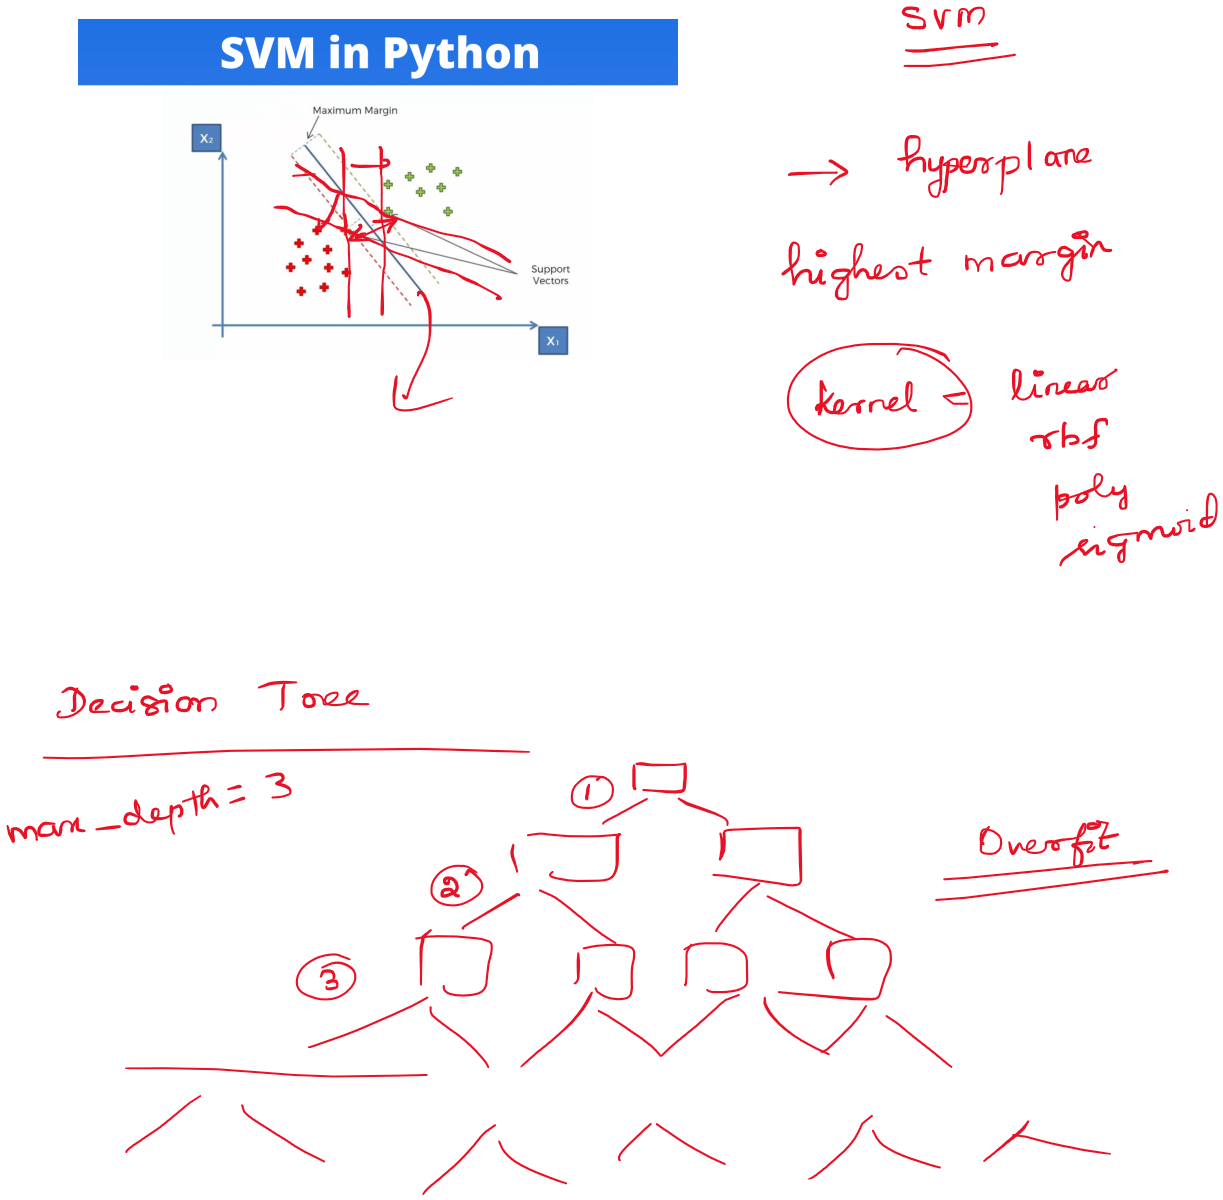 SVM in Python
Maximum Margin
X2
Support
Vectors
X1
SVM
→ hyperplane
highest margin
kernel = linear
rbf
poly
sigmoid
Decision Tree
max_depth = 3
1
2
3
Overfit